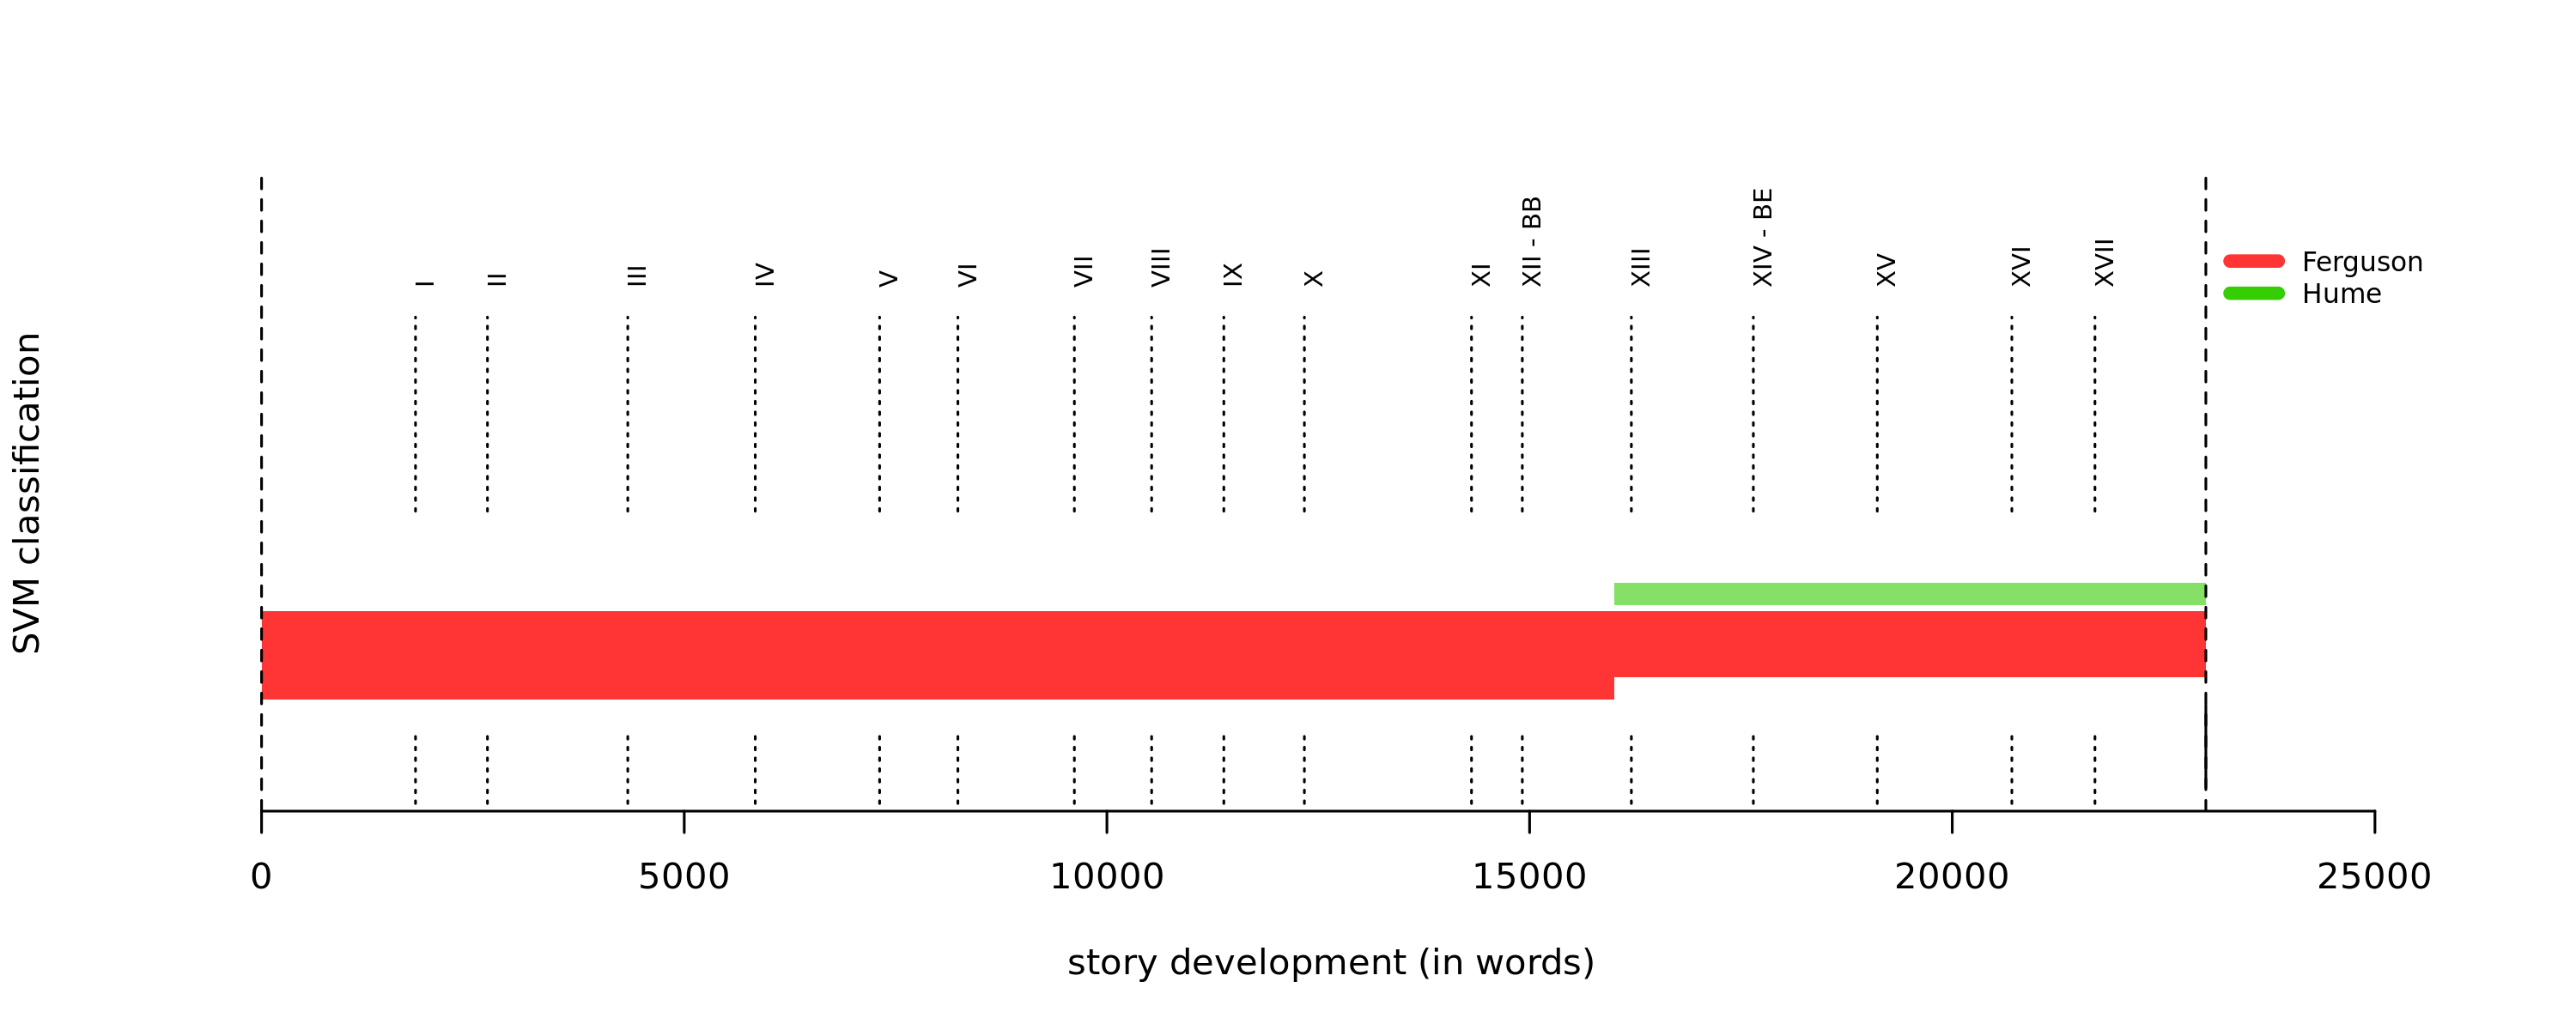 I
II
III
IV
V
VI
VII
VIII
IX
X
XI
XII - BB
XIII
XIV - BE
XV
XVI
XVII
Ferguson
Hume
SVM classification
0
5000
10000
15000
20000
25000
story development (in words)